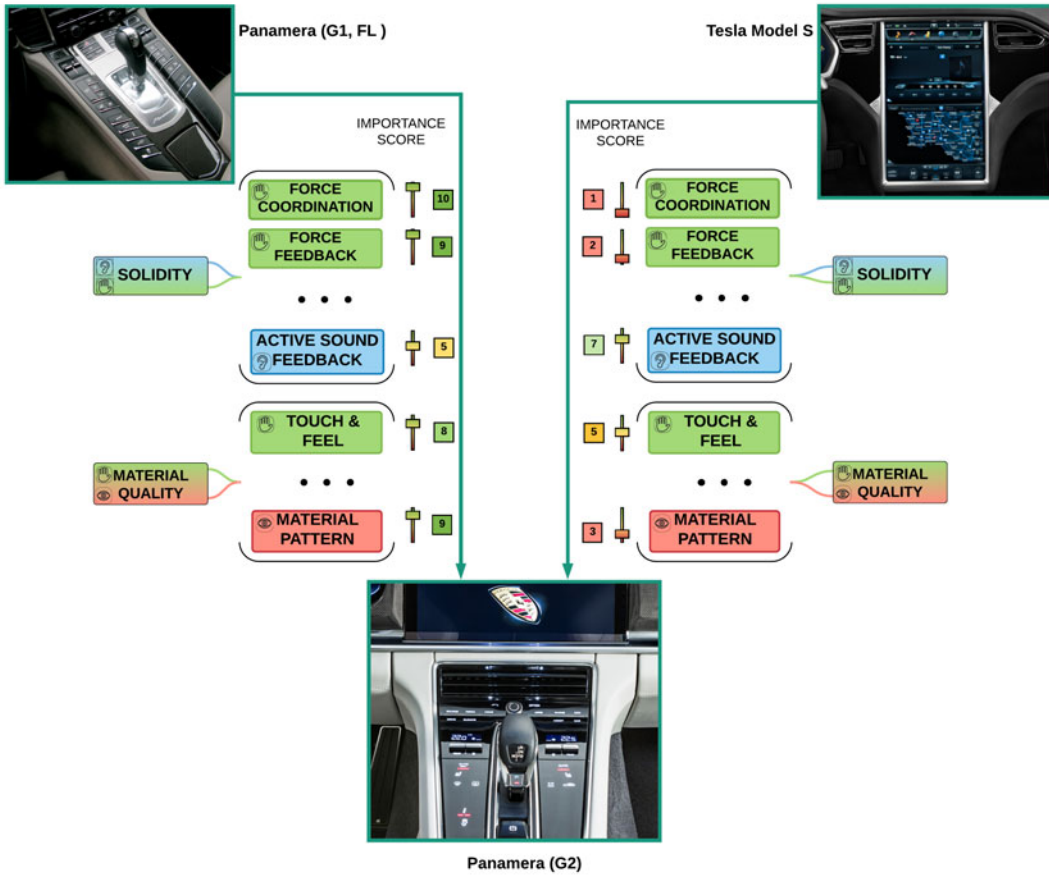 Panamera (G1, FL )
Tesla Model S
IMPORTANCE
SCORE
IMPORTANCE
SCORE
FORCE
COORDINATION
10
1
FORCE
COORDINATION
FORCE
FEEDBACK
9
2
FORCE
FEEDBACK
SOLIDITY
SOLIDITY
• • •
• • •
ACTIVE SOUND
FEEDBACK
5
7
ACTIVE SOUND
FEEDBACK
TOUCH &
FEEL
8
5
TOUCH &
FEEL
MATERIAL
QUALITY
MATERIAL
QUALITY
• • •
• • •
MATERIAL
PATTERN
9
3
MATERIAL
PATTERN
Panamera (G2)